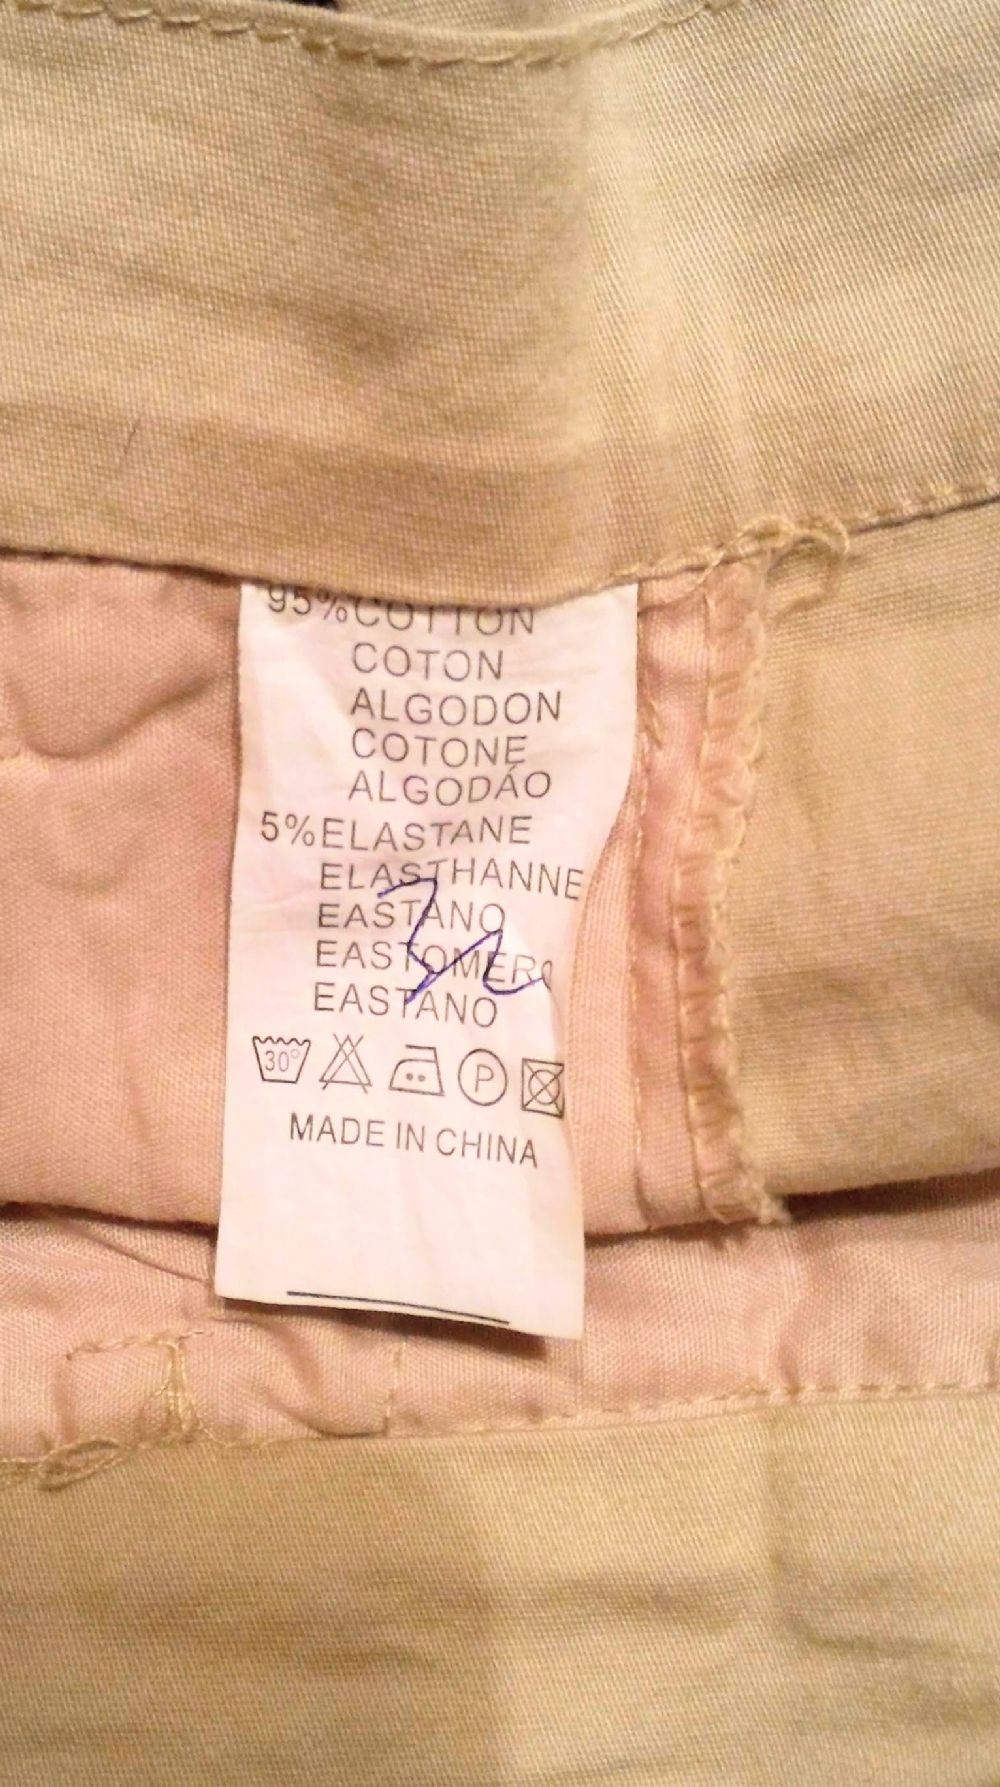 95%COTTON
COTON
ALGODON
COTONE
ALGODÁO
5%ELASTANE
ELASTHANNE
EASTANO
EASTOMERO
EASTANO
30° P
MADE IN CHINA